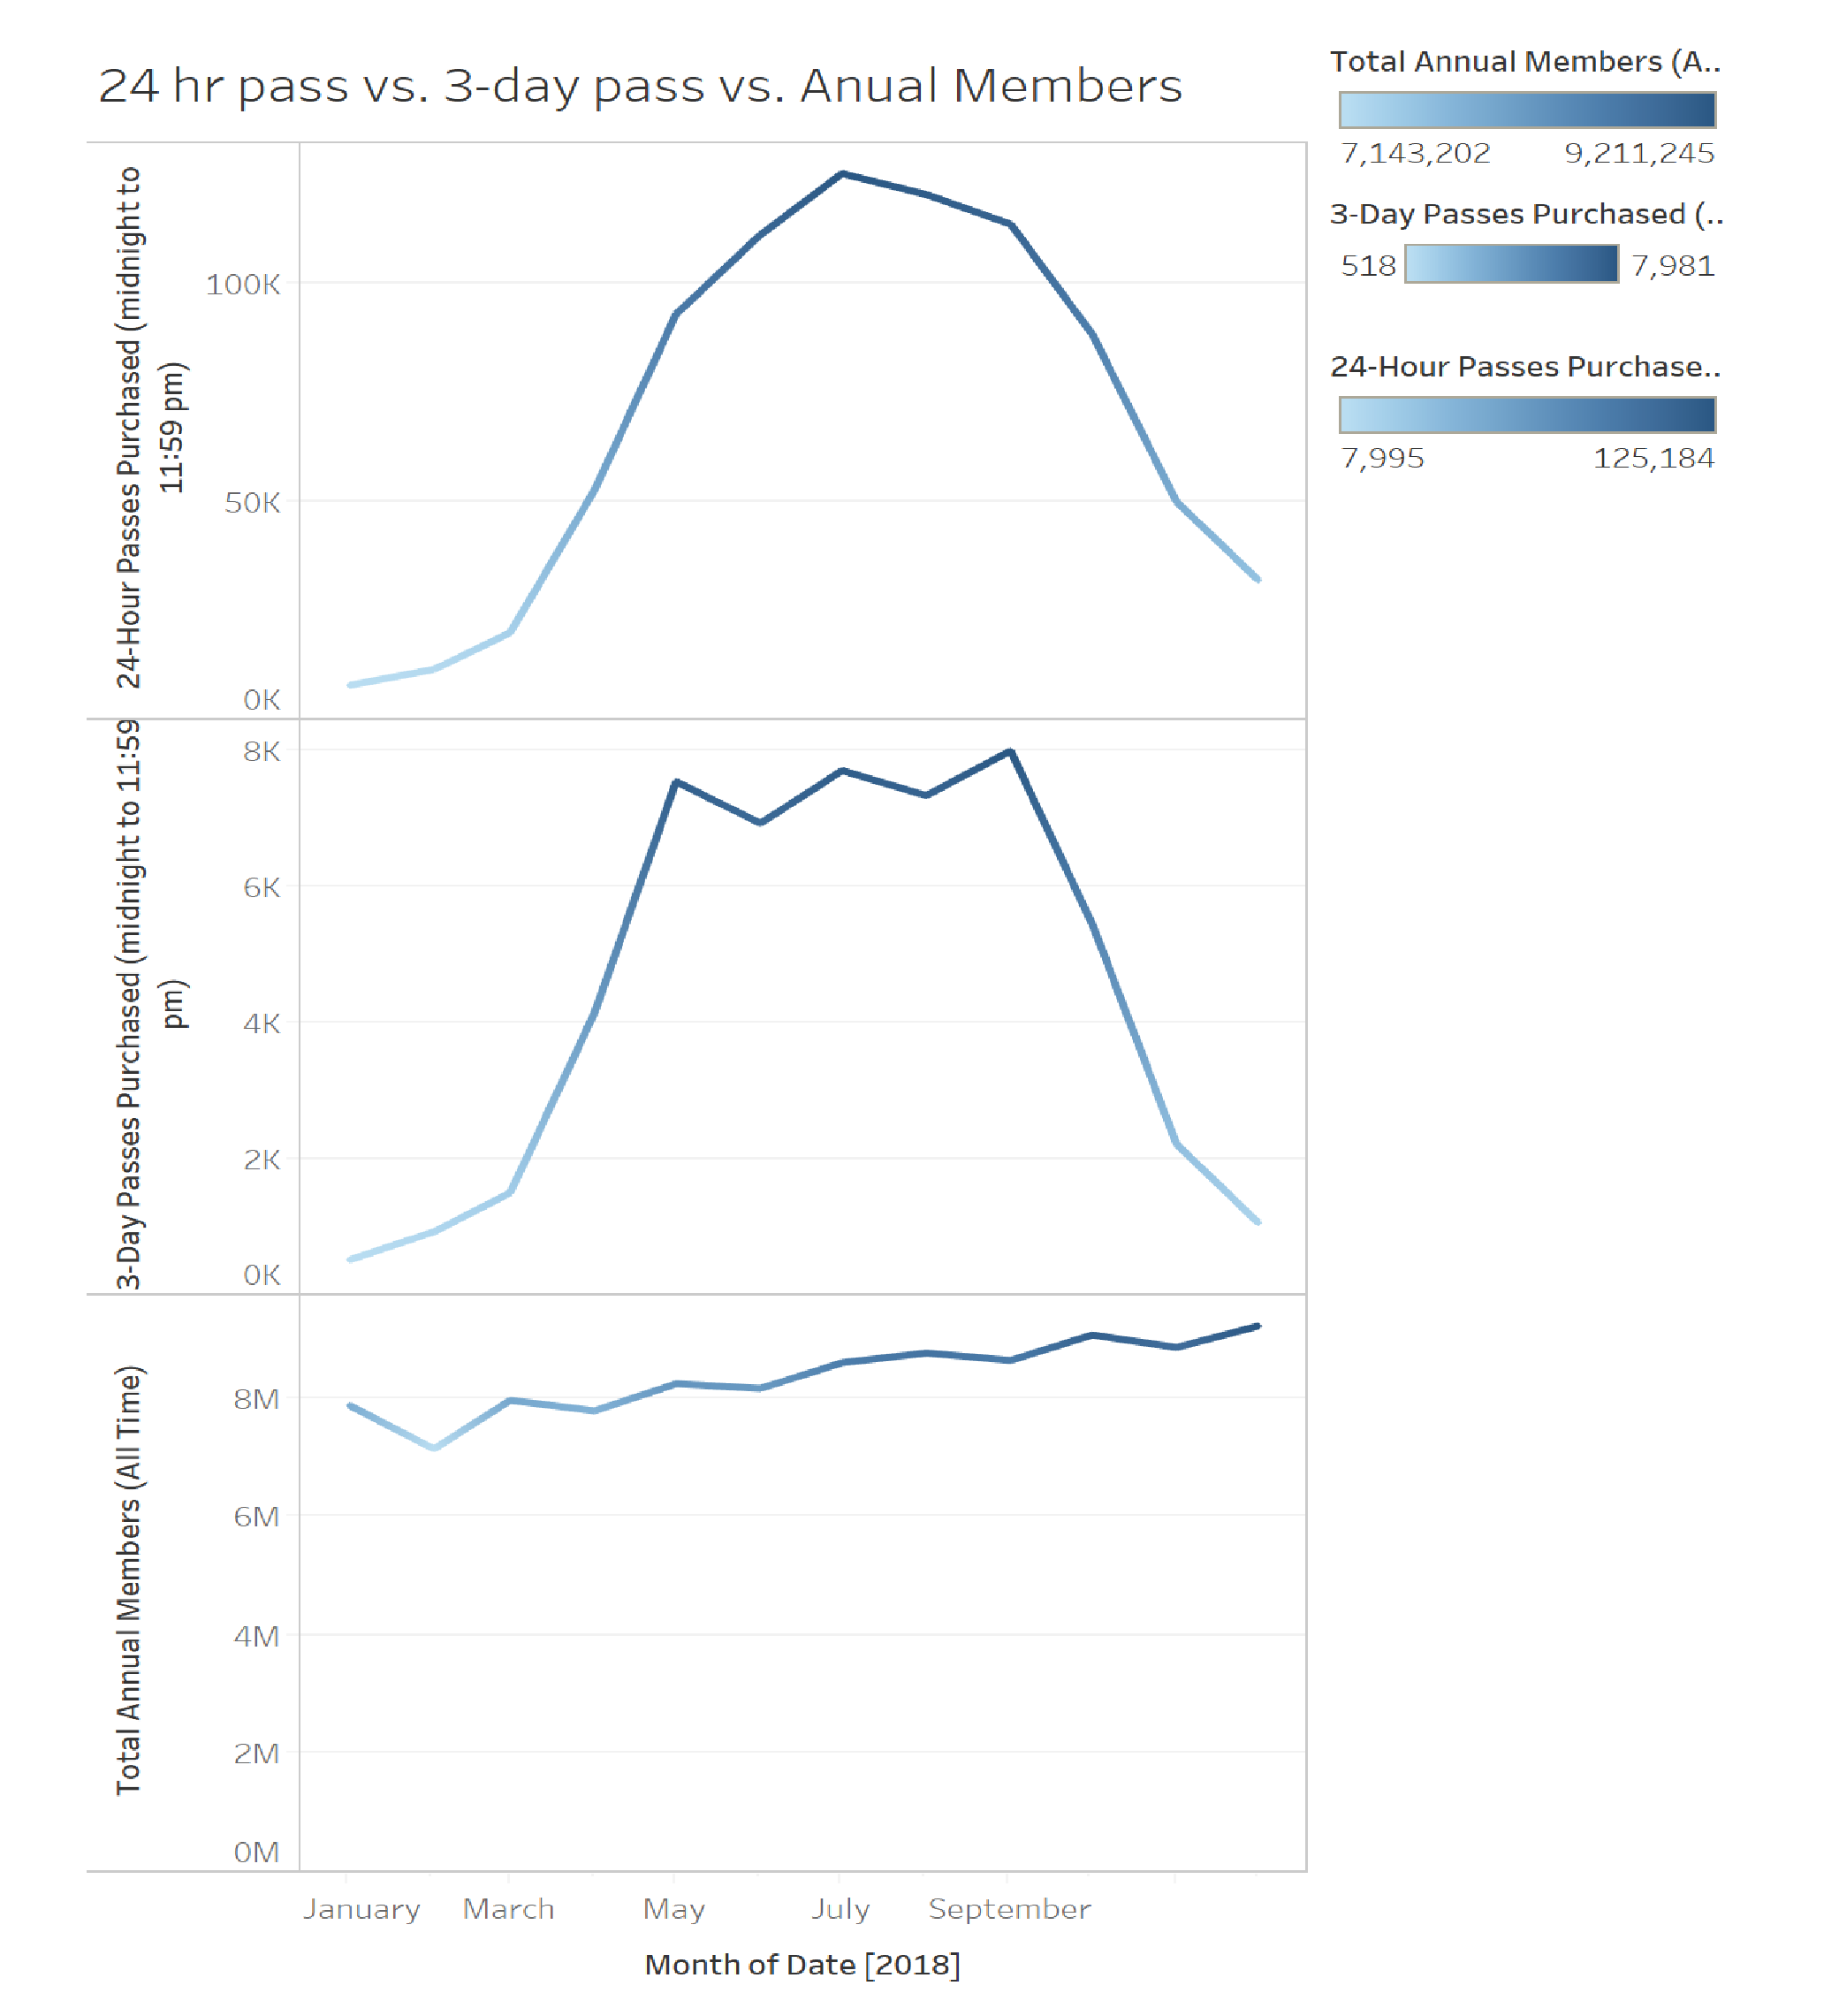 24 hr pass vs. 3-day pass vs. Anual Members
24-Hour Passes Purchased (midnight to
11:59 pm)
100K
50K
0K
3-Day Passes Purchased (midnight to 11:59
pm)
8K
6K
4K
2K
0K
Total Annual Members (All Time)
8M
6M
4M
2M
0M
January March May July September
Month of Date [2018]
Total Annual Members (A..
7,143,202 9,211,245
3-Day Passes Purchased (..
518 7,981
24-Hour Passes Purchase..
7,995 125,184